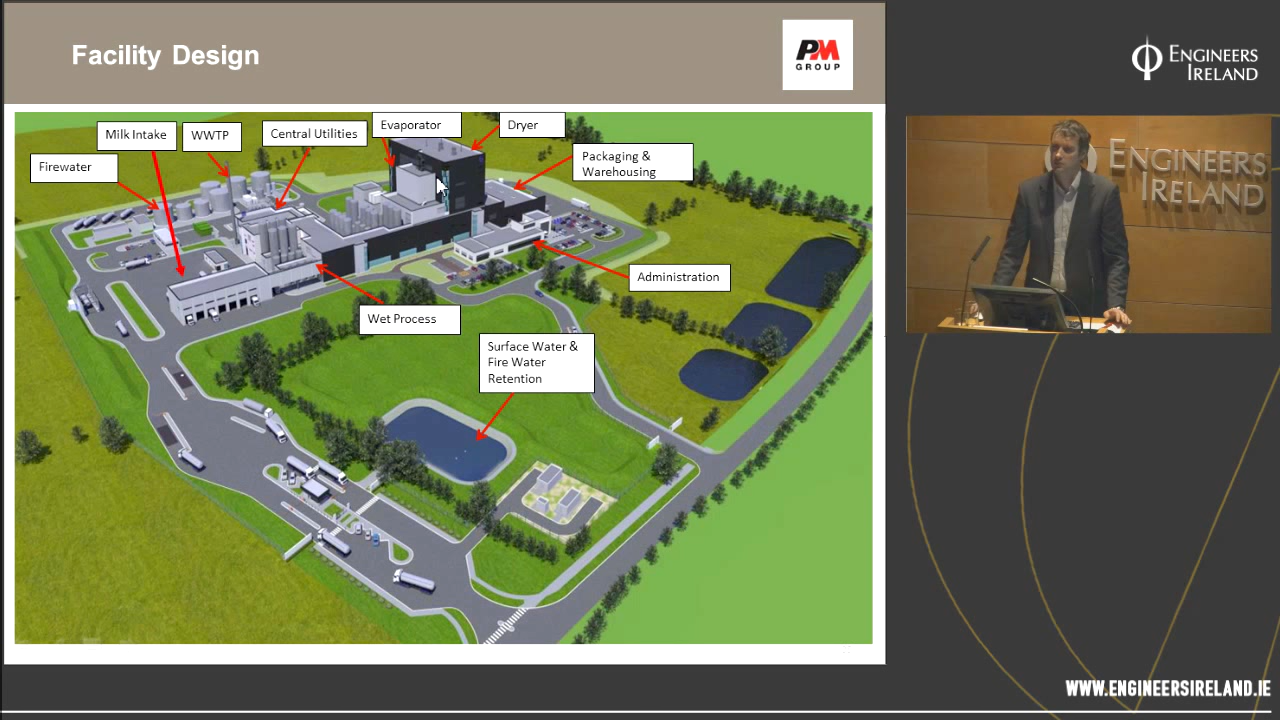 Facility Design
PM
GROUP
ENGINEERS
IRELAND
Milk Intake
WWTP
Central Utilities
Evaporator
Dryer
Firewater
Packaging &
Warehousing
Administration
Wet Process
Surface Water &
Fire Water
Retention
ENGINEERS
IRELAND
WWW.ENGINEERSIRELAND.IE